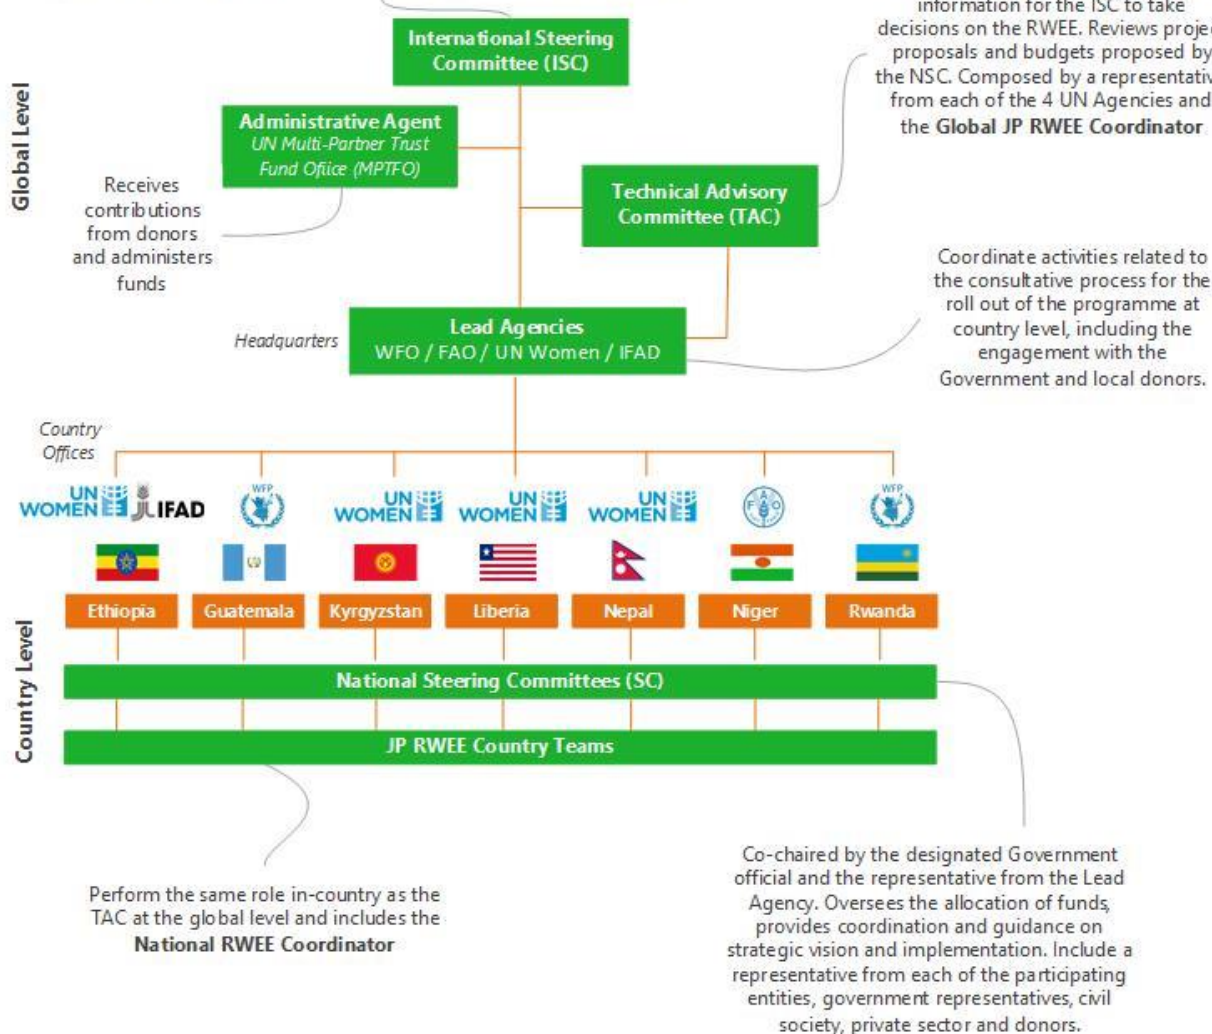 International Steering
Committee (ISC)
information for the ISC to take
decisions on the RWEE. Reviews projec
proposals and budgets proposed by
the NSC. Composed by a representativ
from each of the 4 UN Agencies and
the Global JP RWEE Coordinator
Global Level
Administrative Agent
UN Multi-Partner Trust
Fund Ofiice (MPTFO)
Receives
contributions
from donors
and administers
funds
Technical Advisory
Committee (TAC)
Coordinate activities related to
the consultative process for the
roll out of the programme at
country level, including the
engagement with the
Government and local donors.
Headquarters
Lead Agencies
WFO / FAO / UN Women / IFAD
Country
Offices
UN
WOMEN
IFAD
WFP
UN
WOMEN
UN
WOMEN
UN
WOMEN
FAO
WFP
Ethiopia
Guatemala
Kyrgyzstan
Liberia
Nepal
Niger
Rwanda
Country Level
National Steering Committees (SC)
JP RWEE Country Teams
Perform the same role in-country as the
TAC at the global level and includes the
National RWEE Coordinator
Co-chaired by the designated Government
official and the representative from the Lead
Agency. Oversees the allocation of funds,
provides coordination and guidance on
strategic vision and implementation. Include a
representative from each of the participating
entities, government representatives, civil
society, private sector and donors.